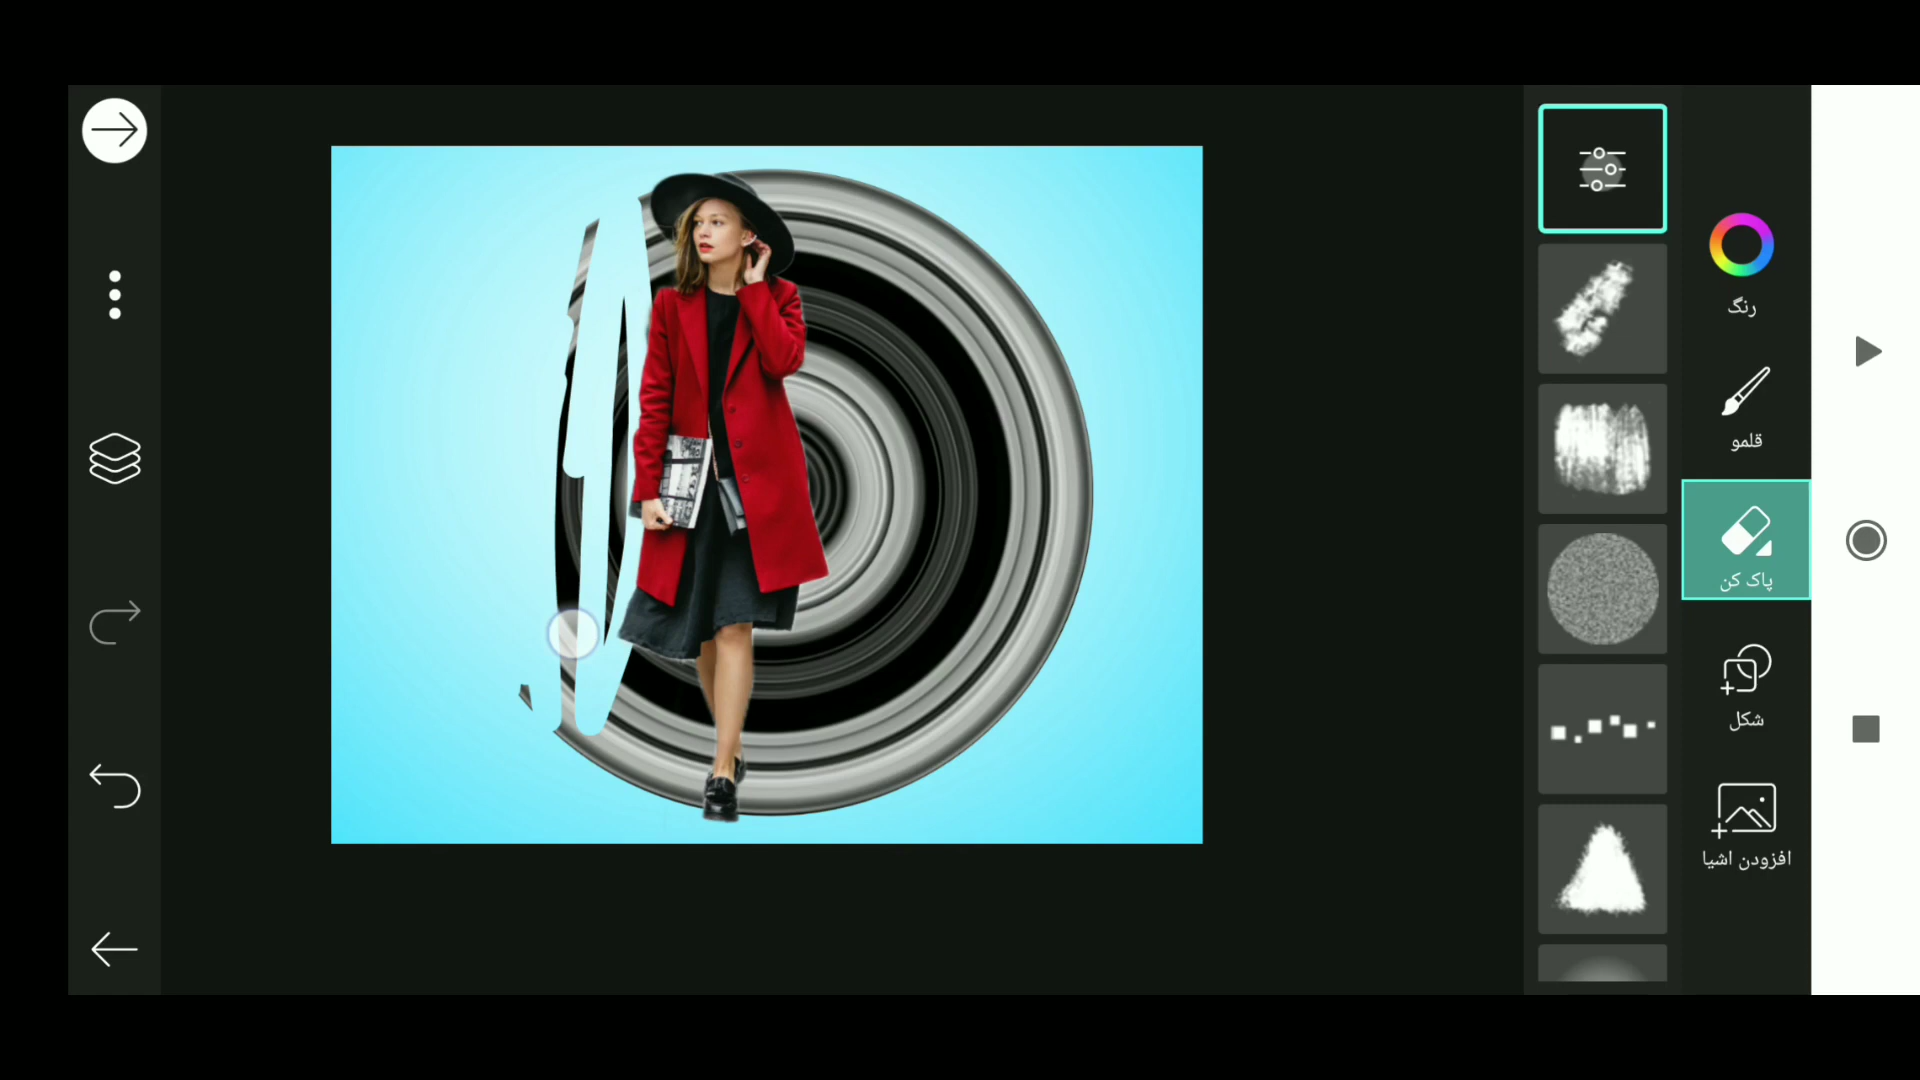 رنگ
قلمو
پاک کن
شکل
افزودن اشیا